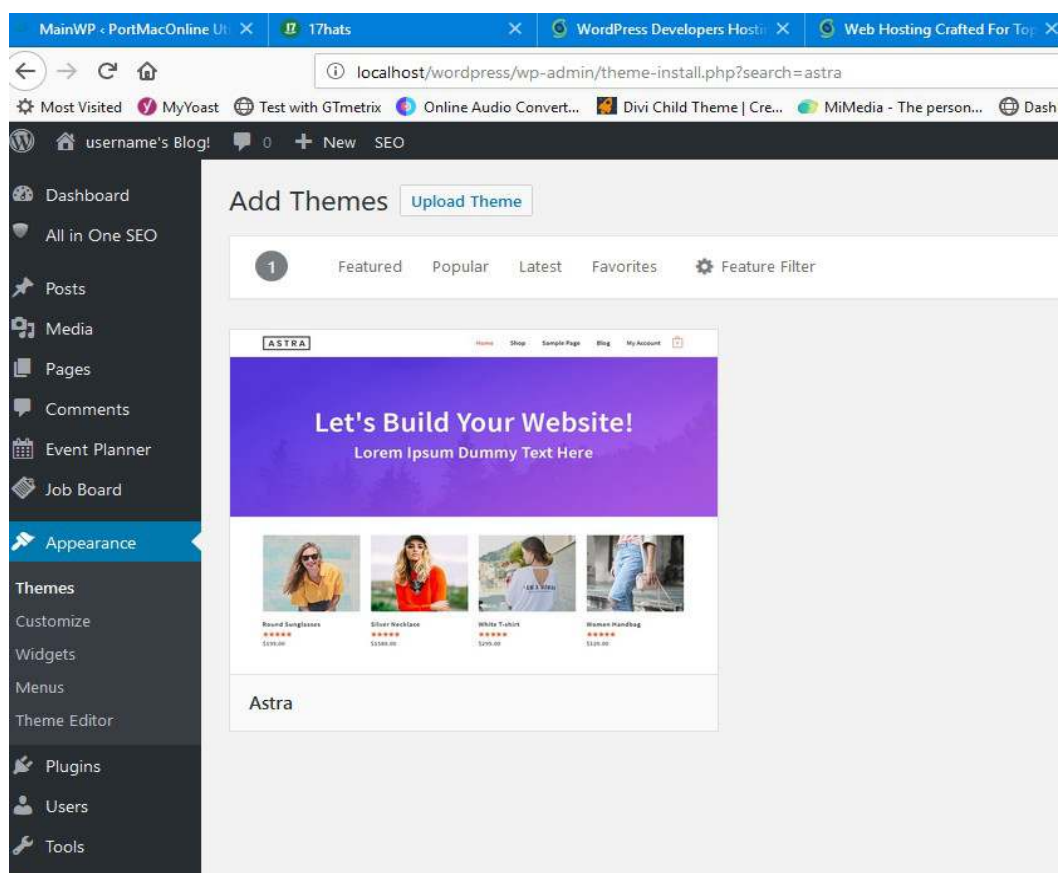 MainWP ‹ PortMacOnline Uti
17hats
WordPress Developers Hostin
Web Hosting Crafted For Top
localhost/wordpress/wp-admin/theme-install.php?search=astra
Most Visited MyYoast Test with GTmetrix Online Audio Convert... Divi Child Theme | Cre... MiMedia - The person... Dash
username's Blog! 0 + New SEO
Dashboard
All in One SEO
Posts
Media
Pages
Comments
Event Planner
Job Board
Appearance
Themes
Customize
Widgets
Menus
Theme Editor
Plugins
Users
Tools
Add Themes Upload Theme
1 Featured Popular Latest Favorites Feature Filter
ASTRA Home Shop Sample Page Blog My Account
Let's Build Your Website!
Lorem Ipsum Dummy Text Here
Round Sunglasses Silver Necklace White T-shirt Women Handbag
Astra